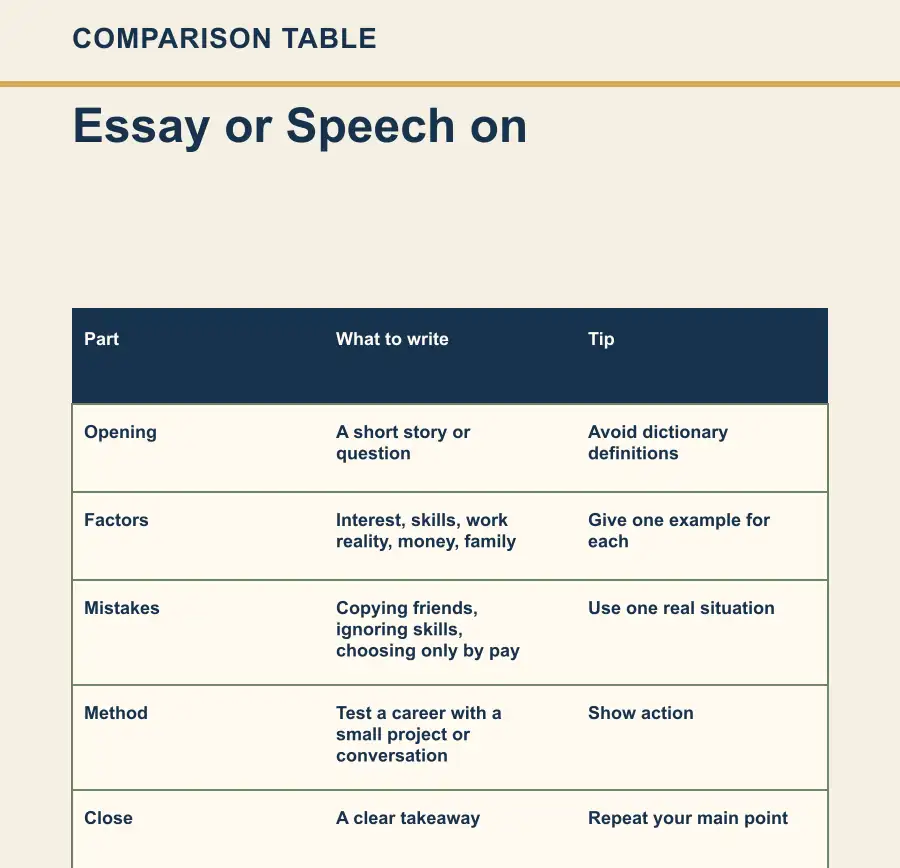 COMPARISON TABLE
Essay or Speech on
Part
What to write
Tip
Opening
A short story or
question
Avoid dictionary
definitions
Factors
Interest, skills, work
reality, money, family
Give one example for
each
Mistakes
Copying friends,
ignoring skills,
choosing only by pay
Use one real situation
Method
Test a career with a
small project or
conversation
Show action
Close
A clear takeaway
Repeat your main point